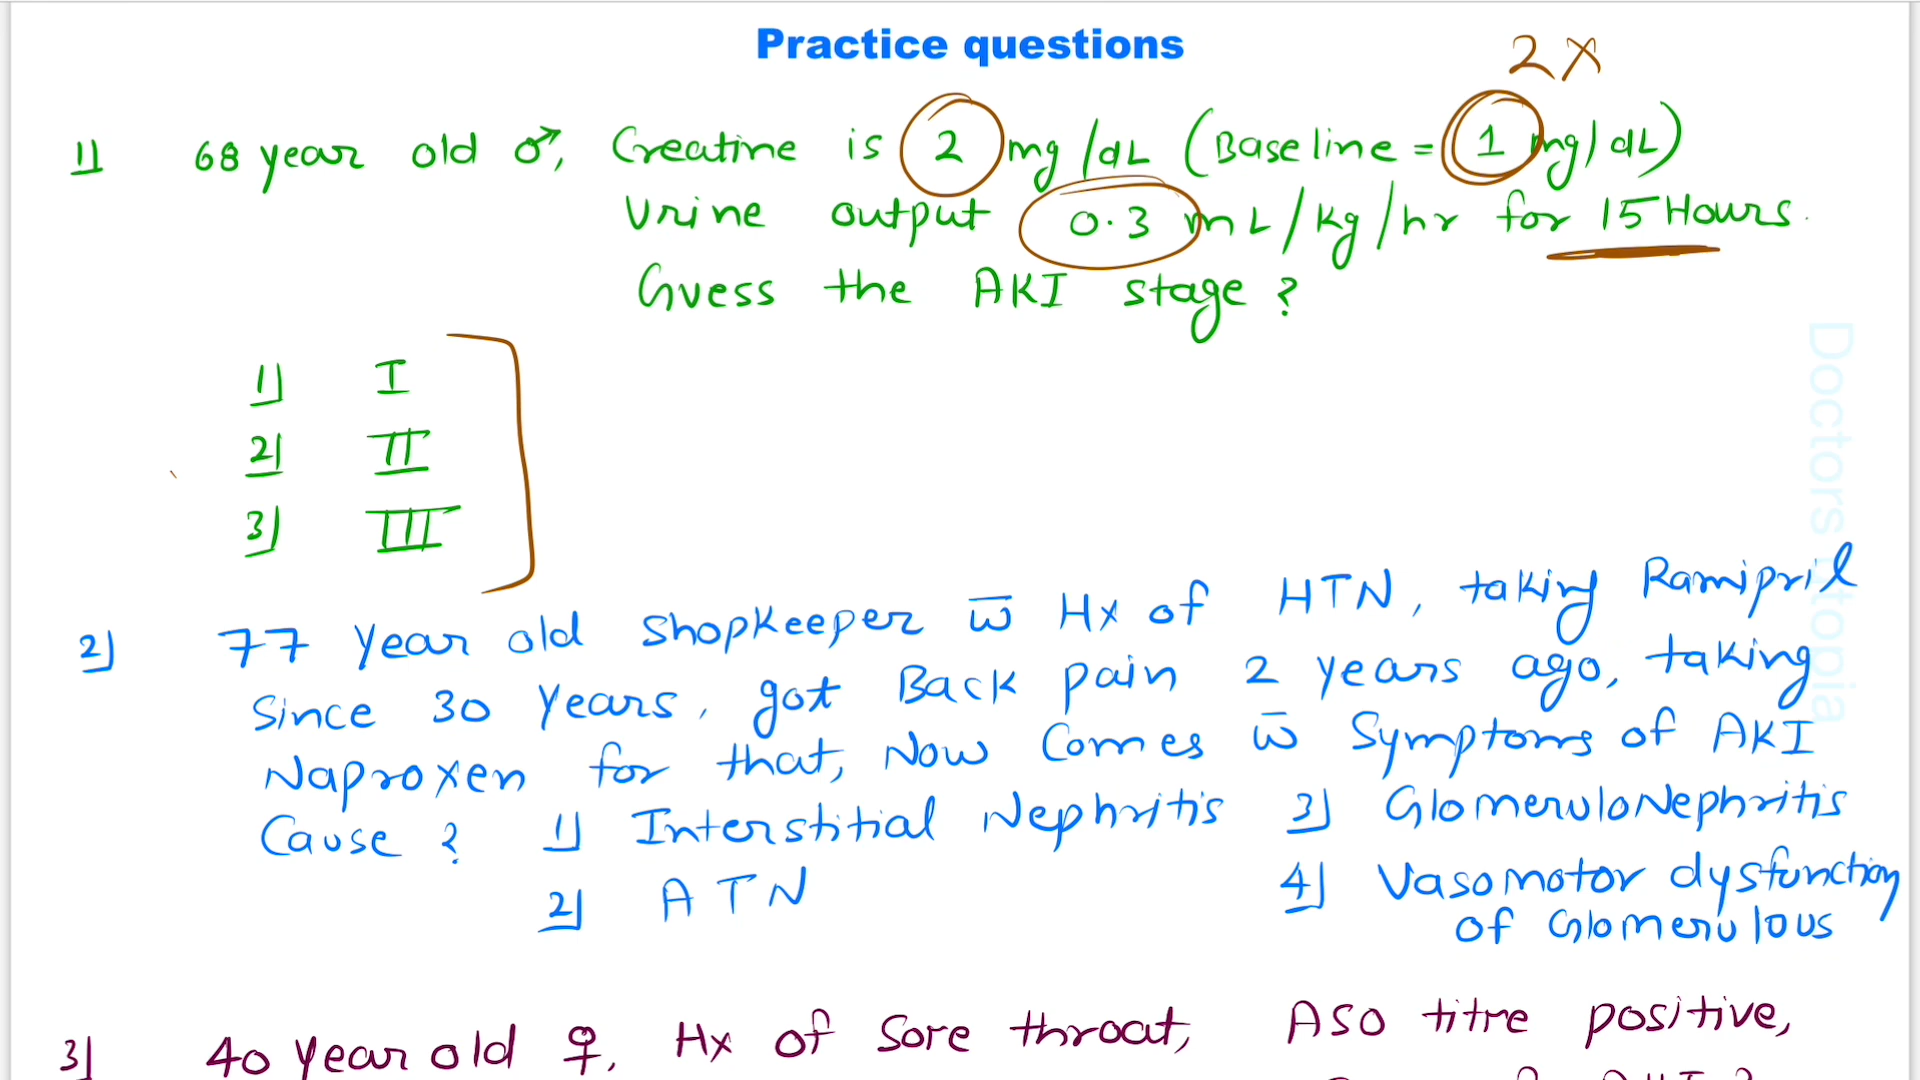 Practice questions
2X
1) 68 year old ♂, Creatine is 2 mg/dL (Baseline = 1 mg/dL)
Urine output 0.3 mL/kg/hr for 15 Hours.
Guess the AKI stage ?
1) I
2) II
3) III
2) 77 Year old Shopkeeper w̅ Hx of HTN, taking Ramipril
Since 30 Years, got Back pain 2 years ago, taking
Naproxen for that, Now Comes w̅ Symptoms of AKI
Cause ? 1) Interstitial Nephritis 3) GlomeruloNephritis
2) ATN 4) Vasomotor dysfunction
of Glomerulous
3) 40 Year old ♀, Hx of Sore throat, ASO titre positive,